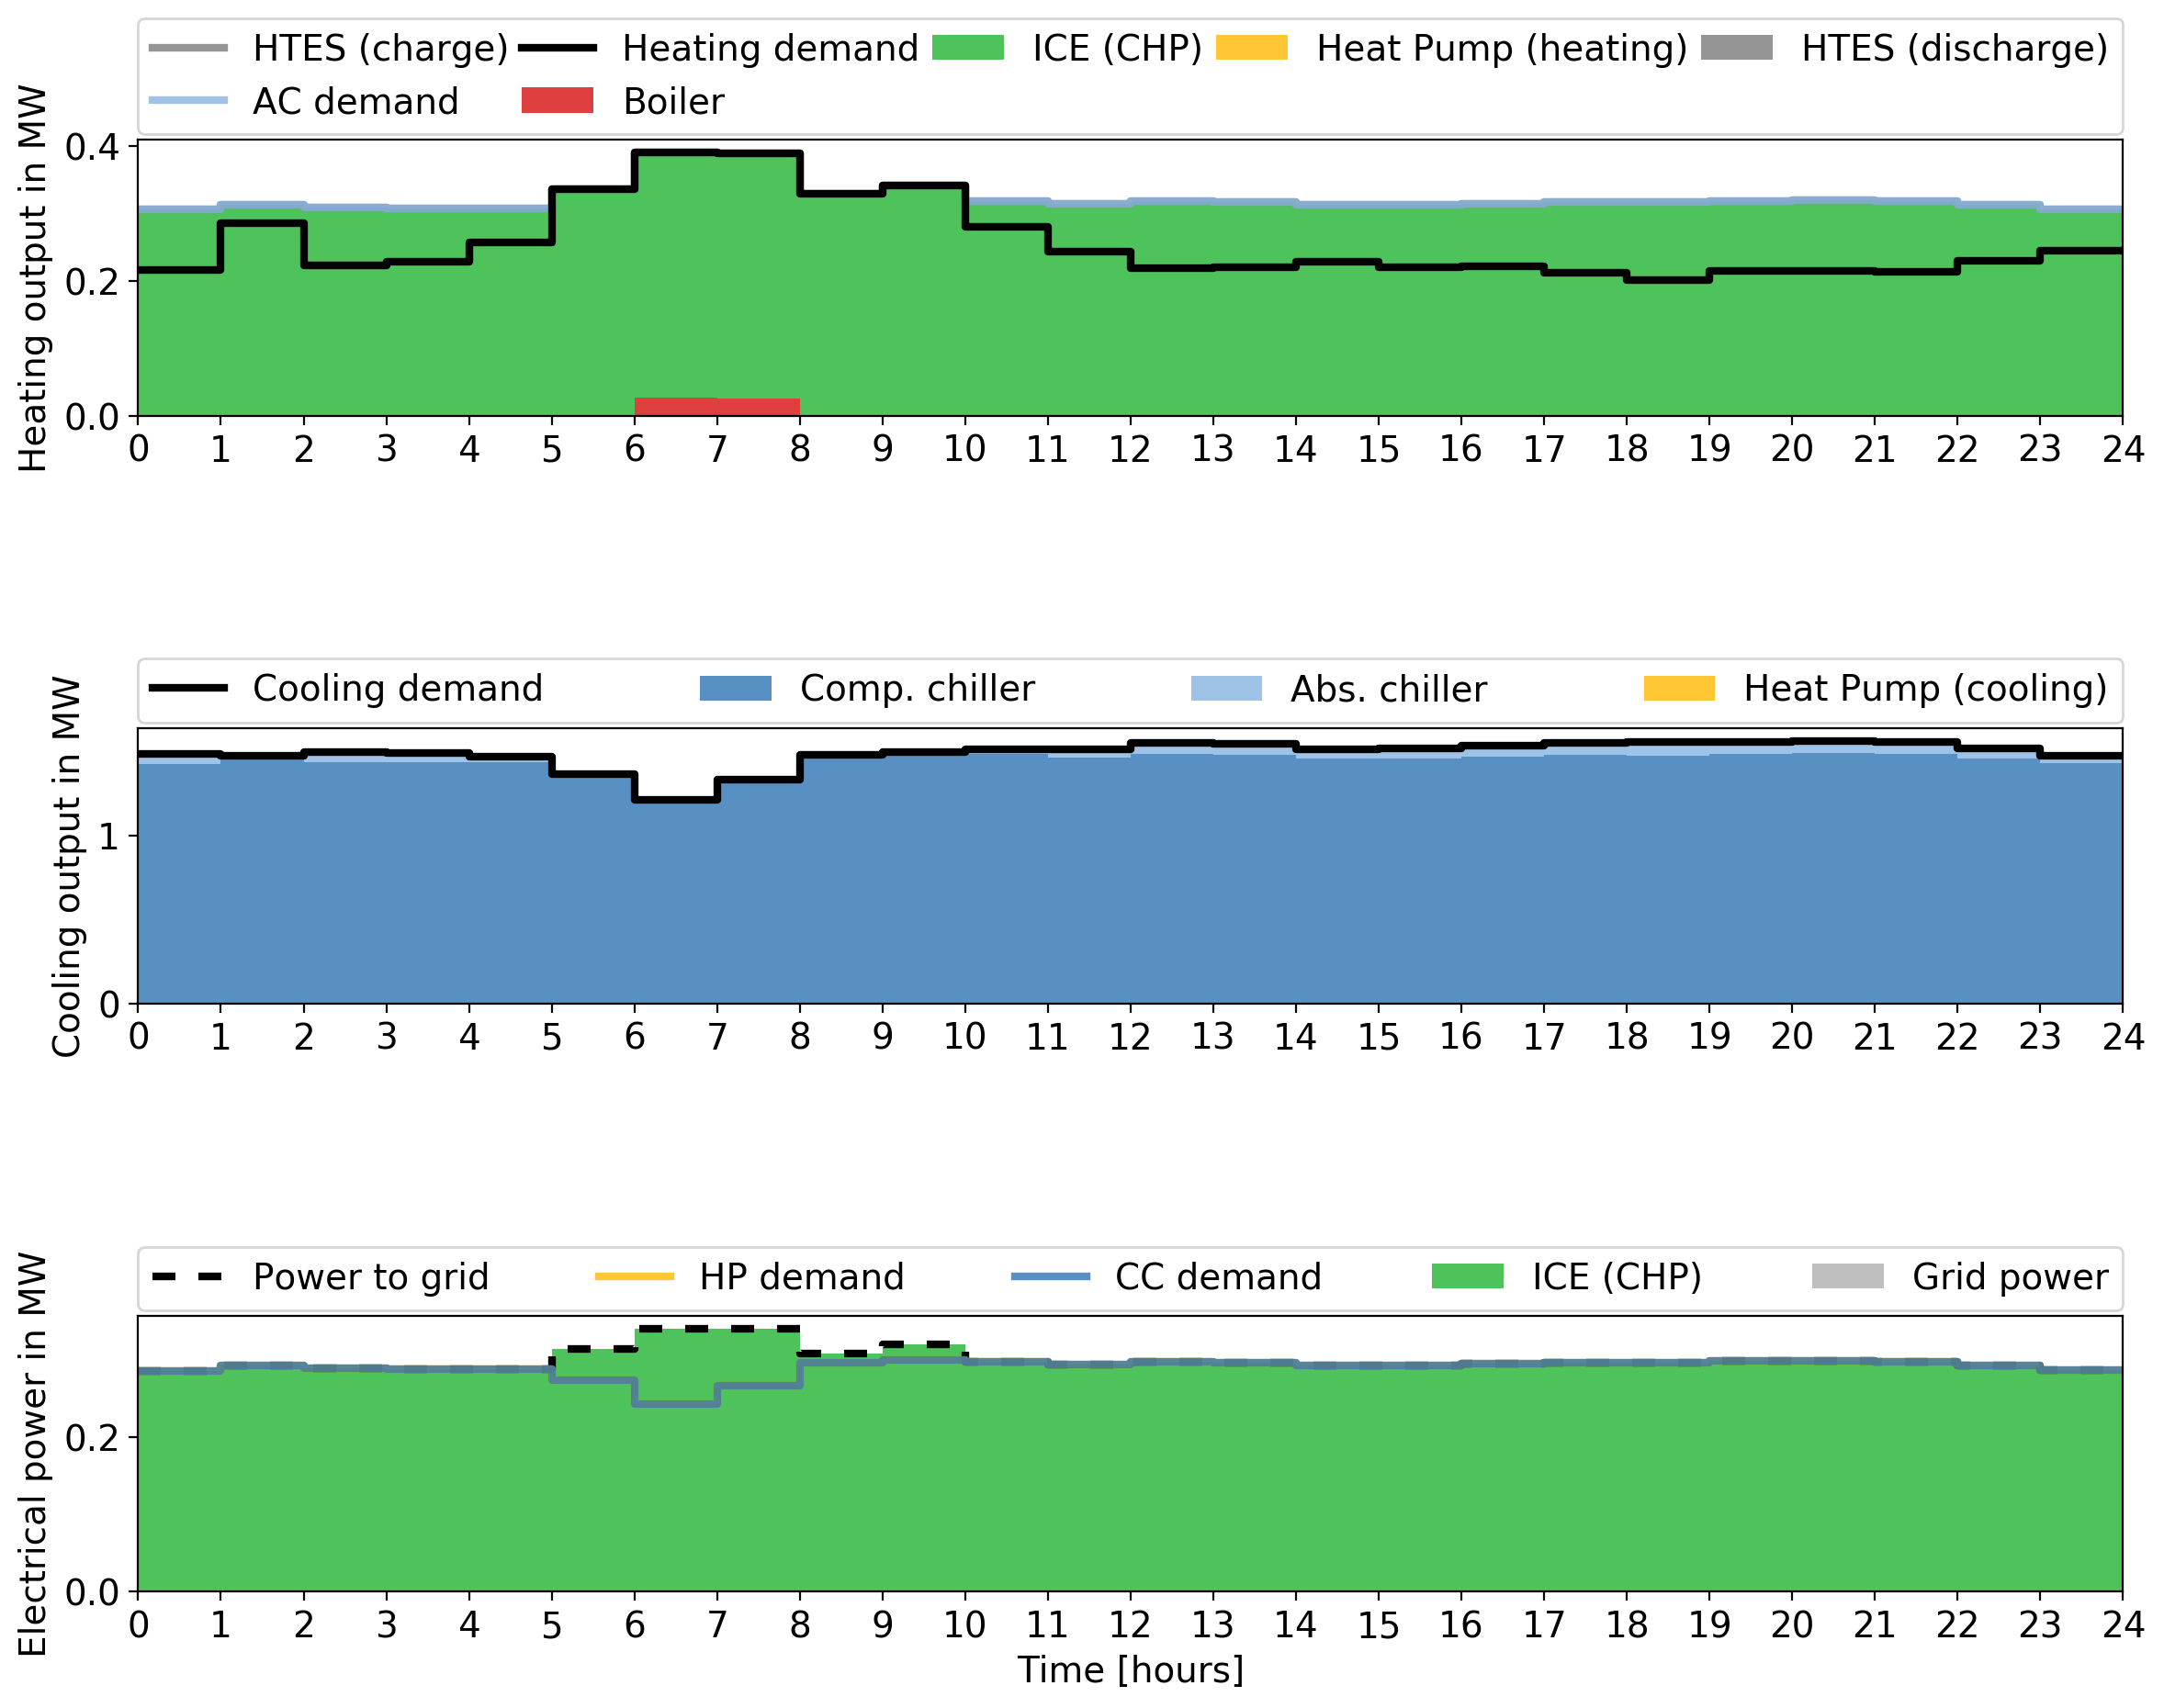 HTES (charge) Heating demand ICE (CHP) Heat Pump (heating) HTES (discharge)
AC demand Boiler
Heating output in MW
0.4
0.2
0.0
0 1 2 3 4 5 6 7 8 9 10 11 12 13 14 15 16 17 18 19 20 21 22 23 24
Cooling demand Comp. chiller Abs. chiller Heat Pump (cooling)
Cooling output in MW
1
0
0 1 2 3 4 5 6 7 8 9 10 11 12 13 14 15 16 17 18 19 20 21 22 23 24
Power to grid HP demand CC demand ICE (CHP) Grid power
Electrical power in MW
0.2
0.0
0 1 2 3 4 5 6 7 8 9 10 11 12 13 14 15 16 17 18 19 20 21 22 23 24
Time [hours]